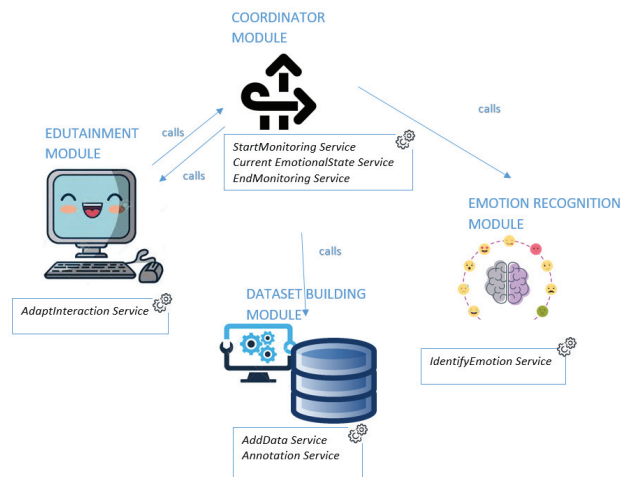 COORDINATOR
MODULE
calls
calls
EDUTAINMENT
MODULE
calls
StartMonitoring Service
Current EmotionalState Service
EndMonitoring Service
EMOTION RECOGNITION
MODULE
calls
DATASET BUILDING
MODULE
AdaptInteraction Service
IdentifyEmotion Service
AddData Service
Annotation Service